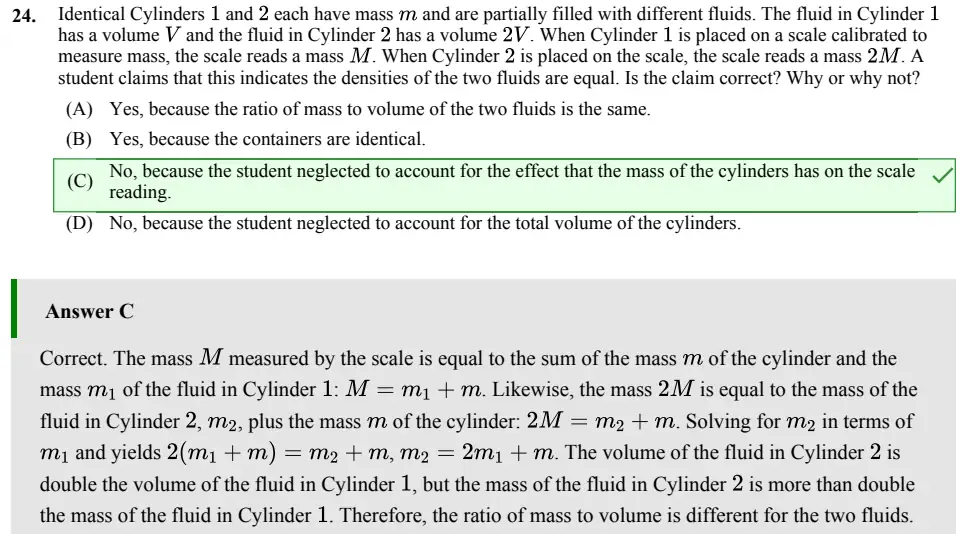 24. Identical Cylinders 1 and 2 each have mass m and are partially filled with different fluids. The fluid in Cylinder 1
has a volume V and the fluid in Cylinder 2 has a volume 2V. When Cylinder 1 is placed on a scale calibrated to
measure mass, the scale reads a mass M. When Cylinder 2 is placed on the scale, the scale reads a mass 2M. A
student claims that this indicates the densities of the two fluids are equal. Is the claim correct? Why or why not?
(A) Yes, because the ratio of mass to volume of the two fluids is the same.
(B) Yes, because the containers are identical.
(C) No, because the student neglected to account for the effect that the mass of the cylinders has on the scale
reading.
(D) No, because the student neglected to account for the total volume of the cylinders.
Answer C
Correct. The mass M measured by the scale is equal to the sum of the mass m of the cylinder and the
mass m₁ of the fluid in Cylinder 1: M = m₁ + m. Likewise, the mass 2M is equal to the mass of the
fluid in Cylinder 2, m₂, plus the mass m of the cylinder: 2M = m₂ + m. Solving for m₂ in terms of
m₁ and yields 2(m₁ + m) = m₂ + m, m₂ = 2m₁ + m. The volume of the fluid in Cylinder 2 is
double the volume of the fluid in Cylinder 1, but the mass of the fluid in Cylinder 2 is more than double
the mass of the fluid in Cylinder 1. Therefore, the ratio of mass to volume is different for the two fluids.